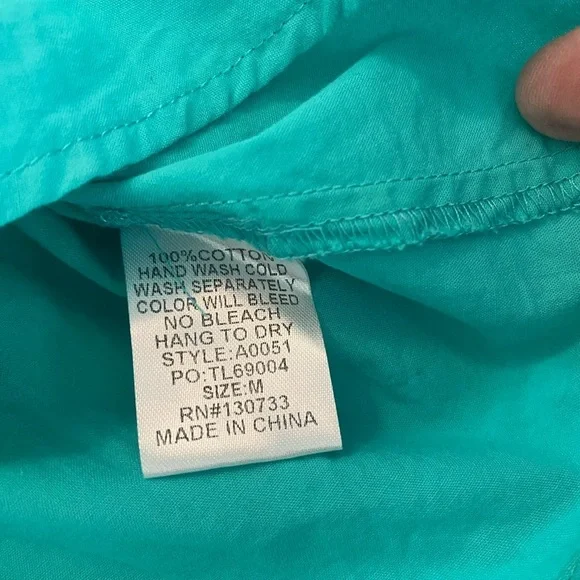 100%COTTON
HAND WASH COLD
WASH SEPARATELY
COLOR WILL BLEED
NO BLEACH
HANG TO DRY
STYLE:A0051
PO:TL69004
SIZE:M
RN#130733
MADE IN CHINA